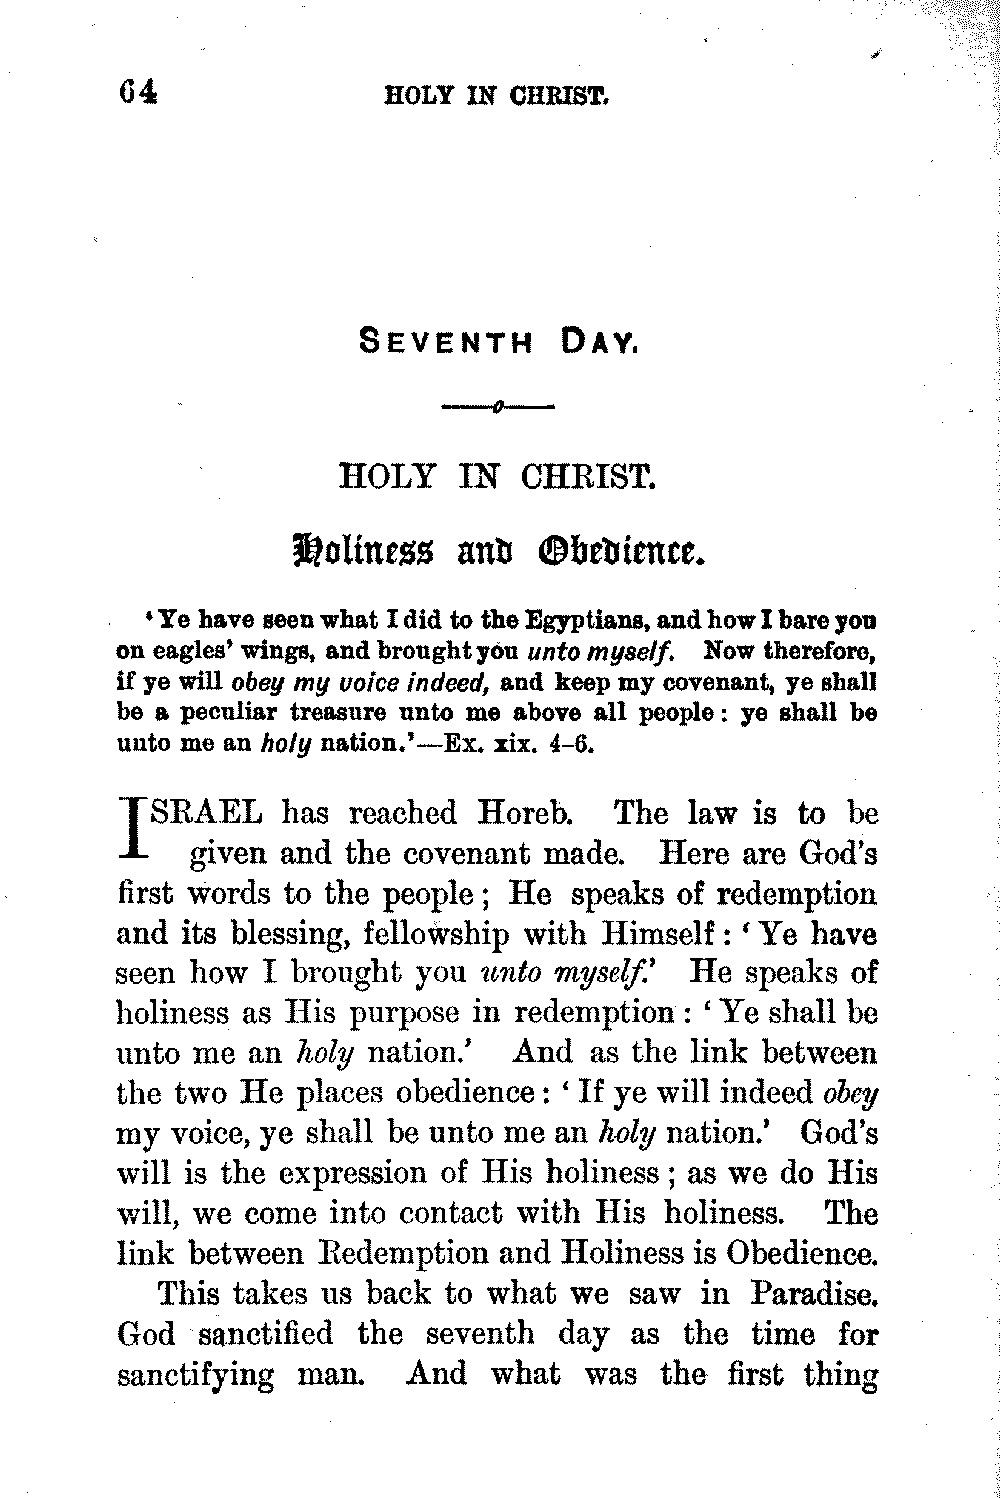 64 HOLY IN CHRIST.
SEVENTH DAY.
HOLY IN CHRIST.
Holiness and Obedience.
‘Ye have seen what I did to the Egyptians, and how I bare you
on eagles’ wings, and brought you unto myself. Now therefore,
if ye will obey my voice indeed, and keep my covenant, ye shall
be a peculiar treasure unto me above all people: ye shall be
unto me an holy nation.’—Ex. xix. 4–6.
ISRAEL has reached Horeb. The law is to be
given and the covenant made. Here are God’s
first words to the people; He speaks of redemption
and its blessing, fellowship with Himself: ‘Ye have
seen how I brought you unto myself.’ He speaks of
holiness as His purpose in redemption: ‘Ye shall be
unto me an holy nation.’ And as the link between
the two He places obedience: ‘If ye will indeed obey
my voice, ye shall be unto me an holy nation.’ God’s
will is the expression of His holiness; as we do His
will, we come into contact with His holiness. The
link between Redemption and Holiness is Obedience.
This takes us back to what we saw in Paradise.
God sanctified the seventh day as the time for
sanctifying man. And what was the first thing